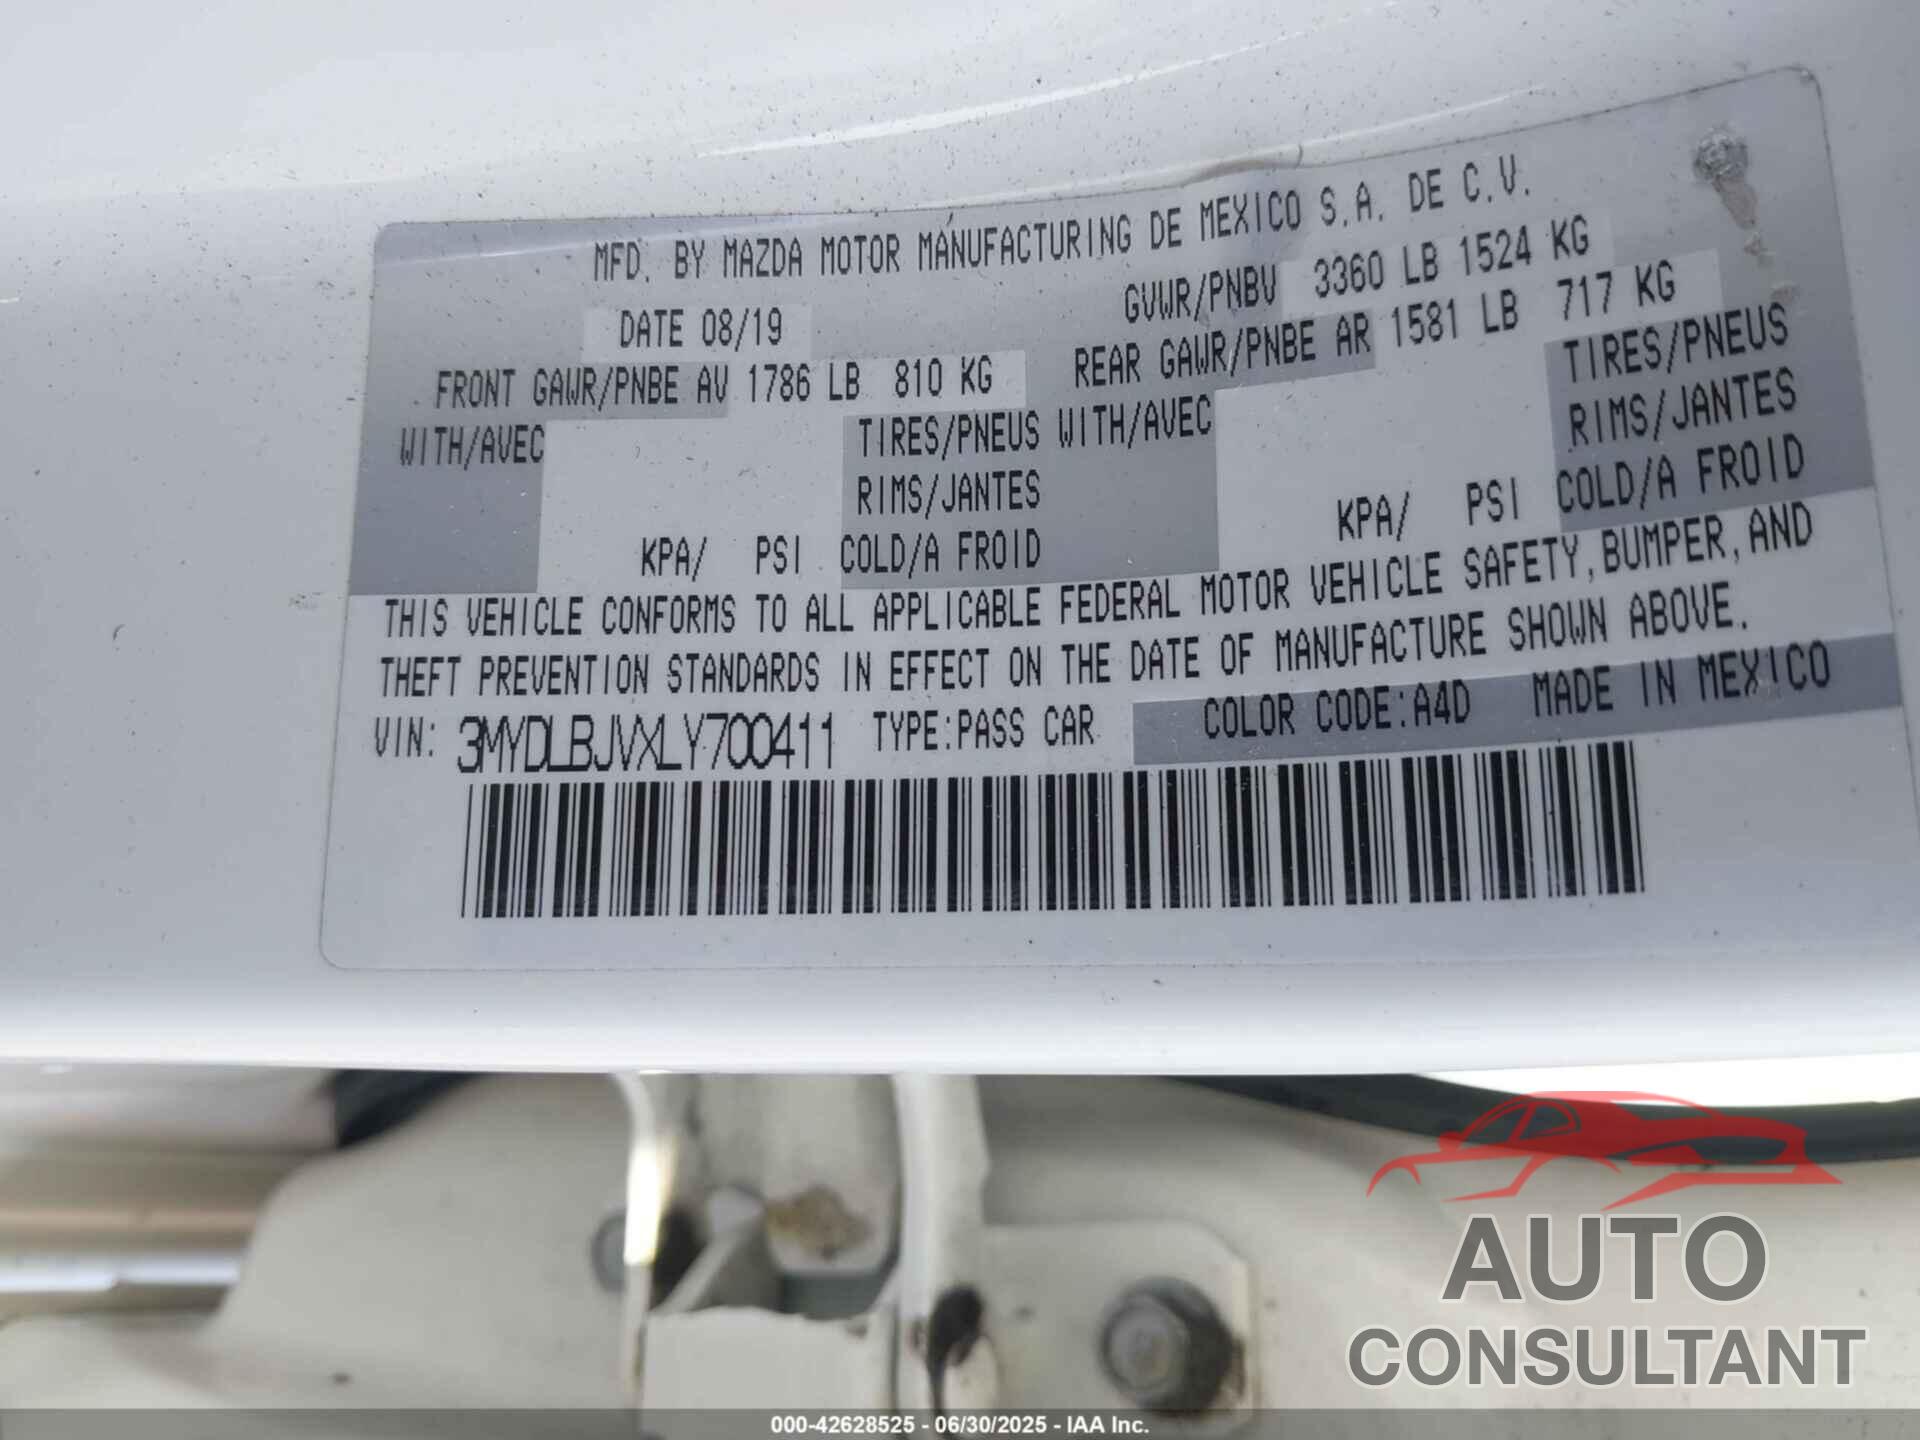 MFD. BY MAZDA MOTOR MANUFACTURING DE MEXICO S.A. DE C.V.
DATE 08/19 GVWR/PNBV 3360 LB 1524 KG
FRONT GAWR/PNBE AV 1786 LB 810 KG REAR GAWR/PNBE AR 1581 LB 717 KG
WITH/AVEC TIRES/PNEUS WITH/AVEC TIRES/PNEUS
RIMS/JANTES RIMS/JANTES
KPA/ PSI COLD/A FROID KPA/ PSI COLD/A FROID
THIS VEHICLE CONFORMS TO ALL APPLICABLE FEDERAL MOTOR VEHICLE SAFETY, BUMPER, AND
THEFT PREVENTION STANDARDS IN EFFECT ON THE DATE OF MANUFACTURE SHOWN ABOVE.
VIN: 3MYDLBJVXLY700411 TYPE:PASS CAR COLOR CODE:A4D MADE IN MEXICO
AUTO
CONSULTANT
000-42628525 - 06/30/2025 - IAA Inc.